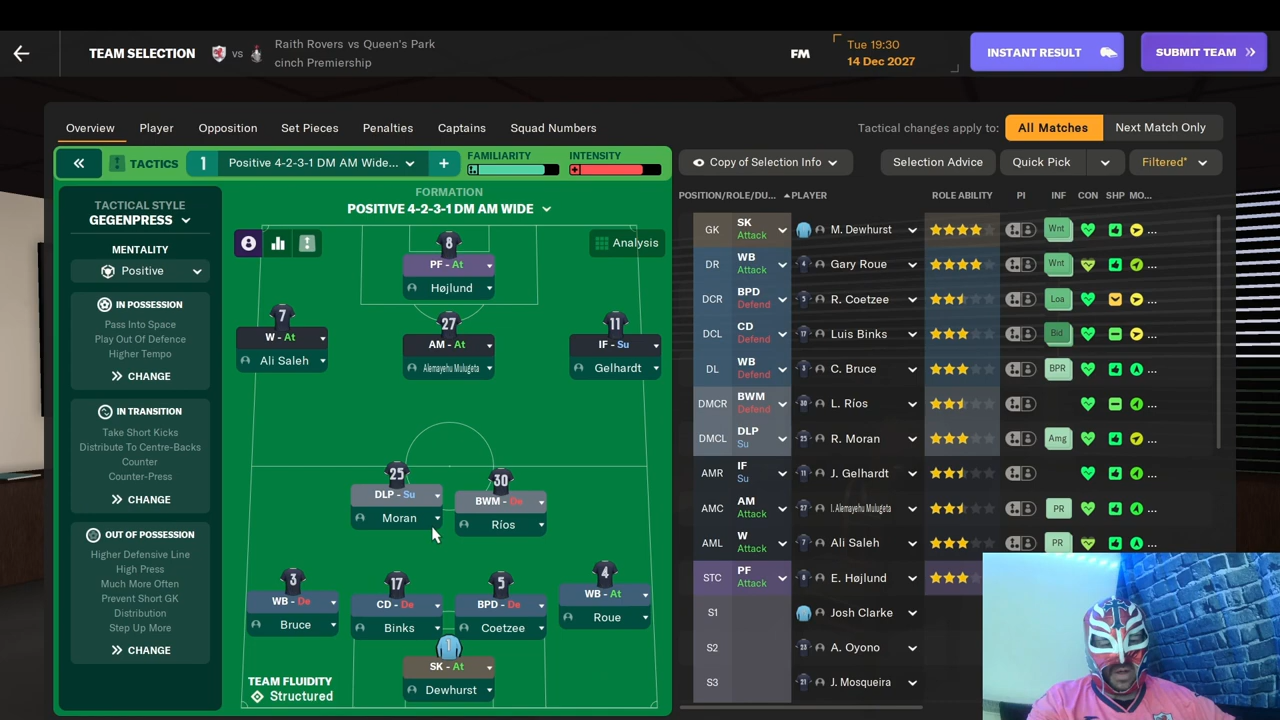 TEAM SELECTION
vs
Raith Rovers vs Queen's Park
cinch Premiership
FM
Tue 19:30
14 Dec 2027
INSTANT RESULT
SUBMIT TEAM
Overview
Player
Opposition
Set Pieces
Penalties
Captains
Squad Numbers
Tactical changes apply to:
All Matches
Next Match Only
TACTICS
1
Positive 4-2-3-1 DM AM Wide...
FAMILIARITY
INTENSITY
Copy of Selection Info
Selection Advice
Quick Pick
Filtered*
TACTICAL STYLE
GEGENPRESS
MENTALITY
Positive
IN POSSESSION
Pass Into Space
Play Out Of Defence
Higher Tempo
CHANGE
IN TRANSITION
Take Short Kicks
Distribute To Centre-Backs
Counter
Counter-Press
CHANGE
OUT OF POSSESSION
Higher Defensive Line
High Press
Much More Often
Prevent Short GK
Distribution
Step Up More
CHANGE
FORMATION
POSITIVE 4-2-3-1 DM AM WIDE
Analysis
8
PF - At
Højlund
7
W - At
Ali Saleh
27
AM - At
Alemayehu Mulugeta
11
IF - Su
Gelhardt
25
DLP - Su
Moran
30
BWM - De
Ríos
3
WB - De
Bruce
17
CD - De
Binks
5
BPD - De
Coetzee
4
WB - At
Roue
1
SK - At
Dewhurst
TEAM FLUIDITY
Structured
POSITION/ROLE/DU...
PLAYER
ROLE ABILITY
PI
INF
CON
SHP
MO...
GK
SK
Attack
M. Dewhurst
Wnt
...
DR
WB
Attack
Gary Roue
Wnt
...
DCR
BPD
Defend
R. Coetzee
Loa
...
DCL
CD
Defend
Luis Binks
Bid
...
DL
WB
Defend
C. Bruce
BPR
...
DMCR
BWM
Defend
L. Ríos
...
DMCL
DLP
Su
R. Moran
Amg
...
AMR
IF
Su
J. Gelhardt
...
AMC
AM
Attack
I. Alemayehu Mulugeta
PR
...
AML
W
Attack
Ali Saleh
PR
...
STC
PF
Attack
E. Højlund
S1
Josh Clarke
S2
A. Oyono
S3
J. Mosqueira